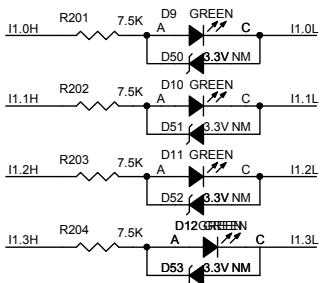 D9 GREEN
R201
I1.0H 7.5K A C I1.0L
D50 3.3V NM
D10 GREEN
R202
I1.1H 7.5K A C I1.1L
D51 3.3V NM
D11 GREEN
R203
I1.2H 7.5K A C I1.2L
D52 3.3V NM
D12 GREEN
R204
I1.3H 7.5K A C I1.3L
D53 3.3V NM